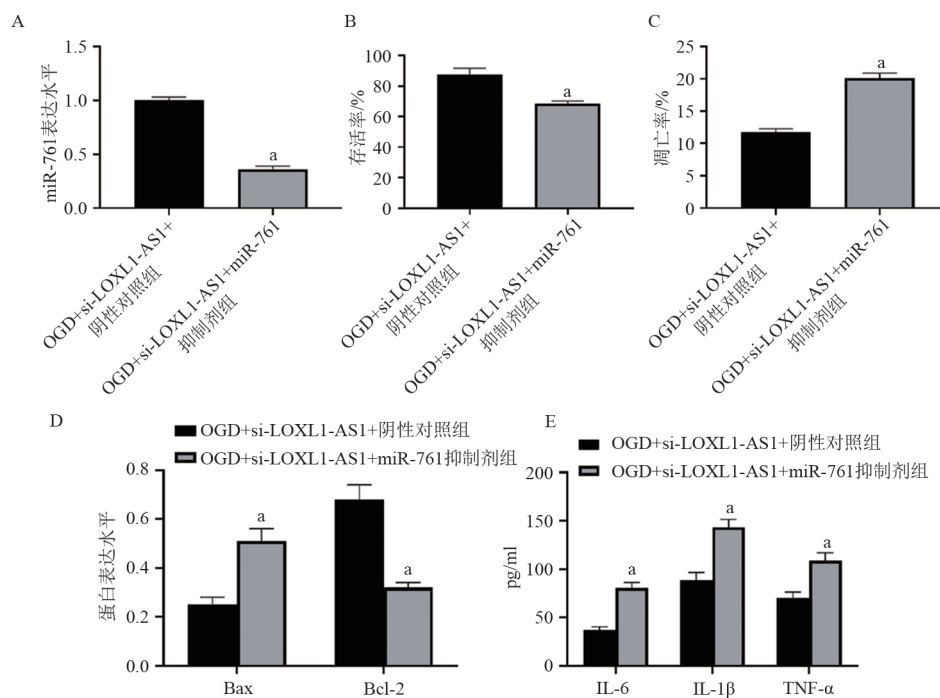 A
miR-761表达水平
1.5
1.0
0.5
0.0
a
OGD+si-LOXL1-AS1+
阴性对照组
OGD+si-LOXL1-AS1+miR-761
抑制剂组
B
存活率/%
100
80
60
40
20
0
a
OGD+si-LOXL1-AS1+
阴性对照组
OGD+si-LOXL1-AS1+miR-761
抑制剂组
C
凋亡率/%
25
20
15
10
5
0
a
OGD+si-LOXL1-AS1+
阴性对照组
OGD+si-LOXL1-AS1+miR-761
抑制剂组
D
OGD+si-LOXL1-AS1+阴性对照组
OGD+si-LOXL1-AS1+miR-761抑制剂组
蛋白表达水平
0.8
0.6
0.4
0.2
0
a
a
Bax
Bcl-2
E
OGD+si-LOXL1-AS1+阴性对照组
OGD+si-LOXL1-AS1+miR-761抑制剂组
pg/ml
200
150
100
50
0
a
a
a
IL-6
IL-1β
TNF-α